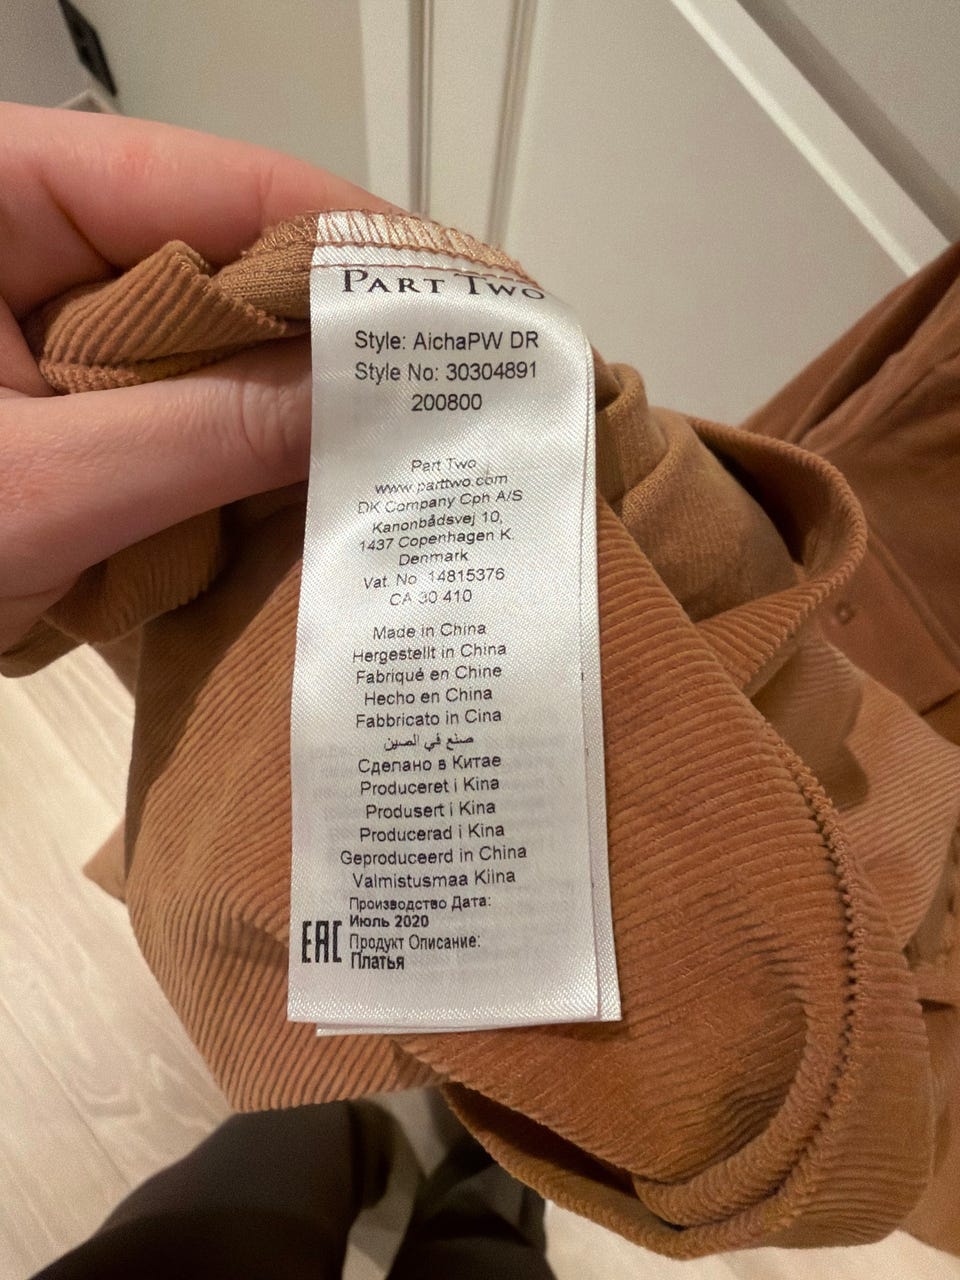 PART TWO
Style: AichaPW DR
Style No: 30304891
200800
Part Two
www.parttwo.com
DK Company Cph A/S
Kanonbådsvej 10,
1437 Copenhagen K.
Denmark
Vat. No 14815376
CA 30 410
Made in China
Hergestellt in China
Fabriqué en Chine
Hecho en China
Fabbricato in Cina
صنع في الصين
Сделано в Китае
Produceret i Kina
Produsert i Kina
Producerad i Kina
Geproduceerd in China
Valmistusmaa Kiina
Производство Дата:
Июль 2020
EAC Продукт Описание:
Платья